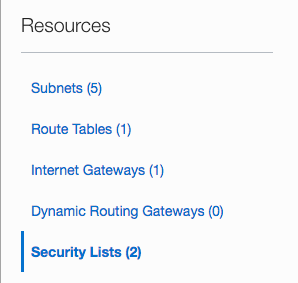 Resources
Subnets (5)
Route Tables (1)
Internet Gateways (1)
Dynamic Routing Gateways (0)
Security Lists (2)